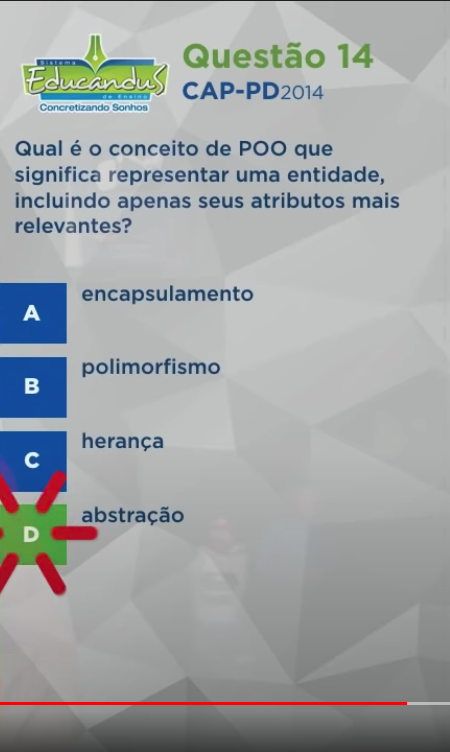 Sistema
Educandus
de Ensino
Concretizando Sonhos
Questão 14
CAP-PD2014
Qual é o conceito de POO que
significa representar uma entidade,
incluindo apenas seus atributos mais
relevantes?
A
encapsulamento
B
polimorfismo
C
herança
D
abstração